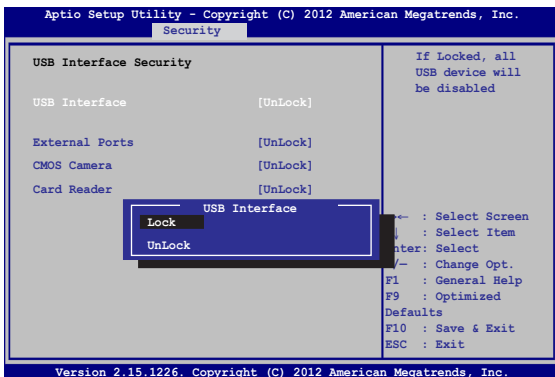 Aptio Setup Utility - Copyright (C) 2012 American Megatrends, Inc.
Security
USB Interface Security
USB Interface [UnLock]
External Ports [UnLock]
CMOS Camera [UnLock]
Card Reader [UnLock]
USB Interface
Lock
UnLock
If Locked, all
USB device will
be disabled
← : Select Screen
: Select Item
nter: Select
/— : Change Opt.
F1 : General Help
F9 : Optimized
Defaults
F10 : Save & Exit
ESC : Exit
Version 2.15.1226. Copyright (C) 2012 American Megatrends, Inc.